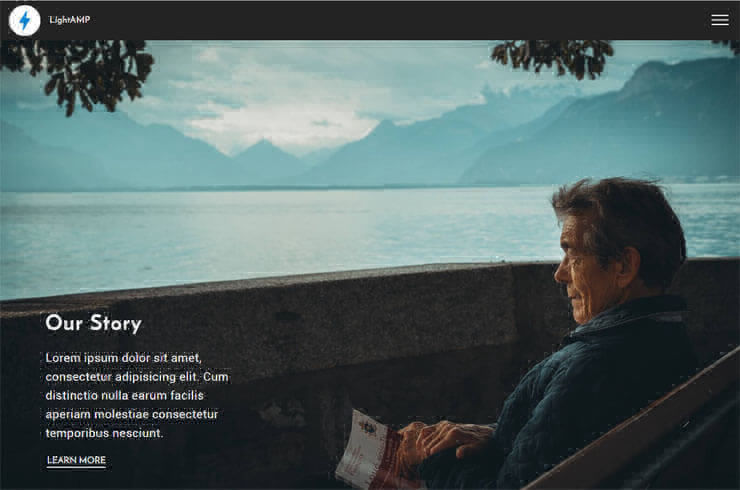 LightAMP
Our Story
Lorem ipsum dolor sit amet,
consectetur adipisicing elit. Cum
distinctio nulla earum facilis
aperiam molestiae consectetur
temporibus nesciunt.
LEARN MORE